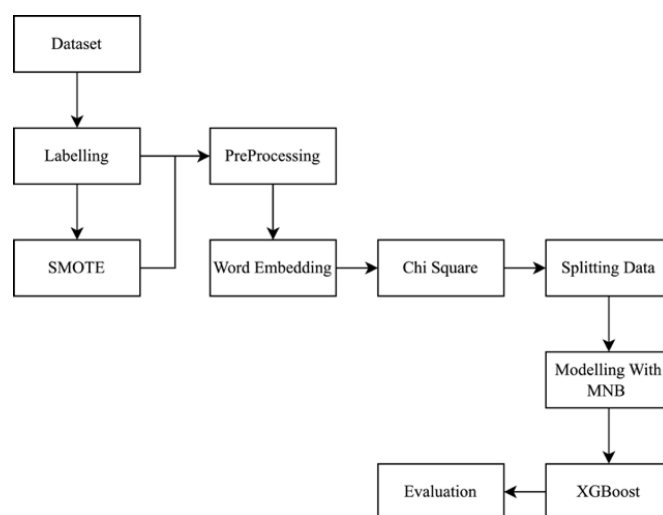 Dataset
Labelling
PreProcessing
SMOTE
Word Embedding
Chi Square
Splitting Data
Modelling With
MNB
Evaluation
XGBoost